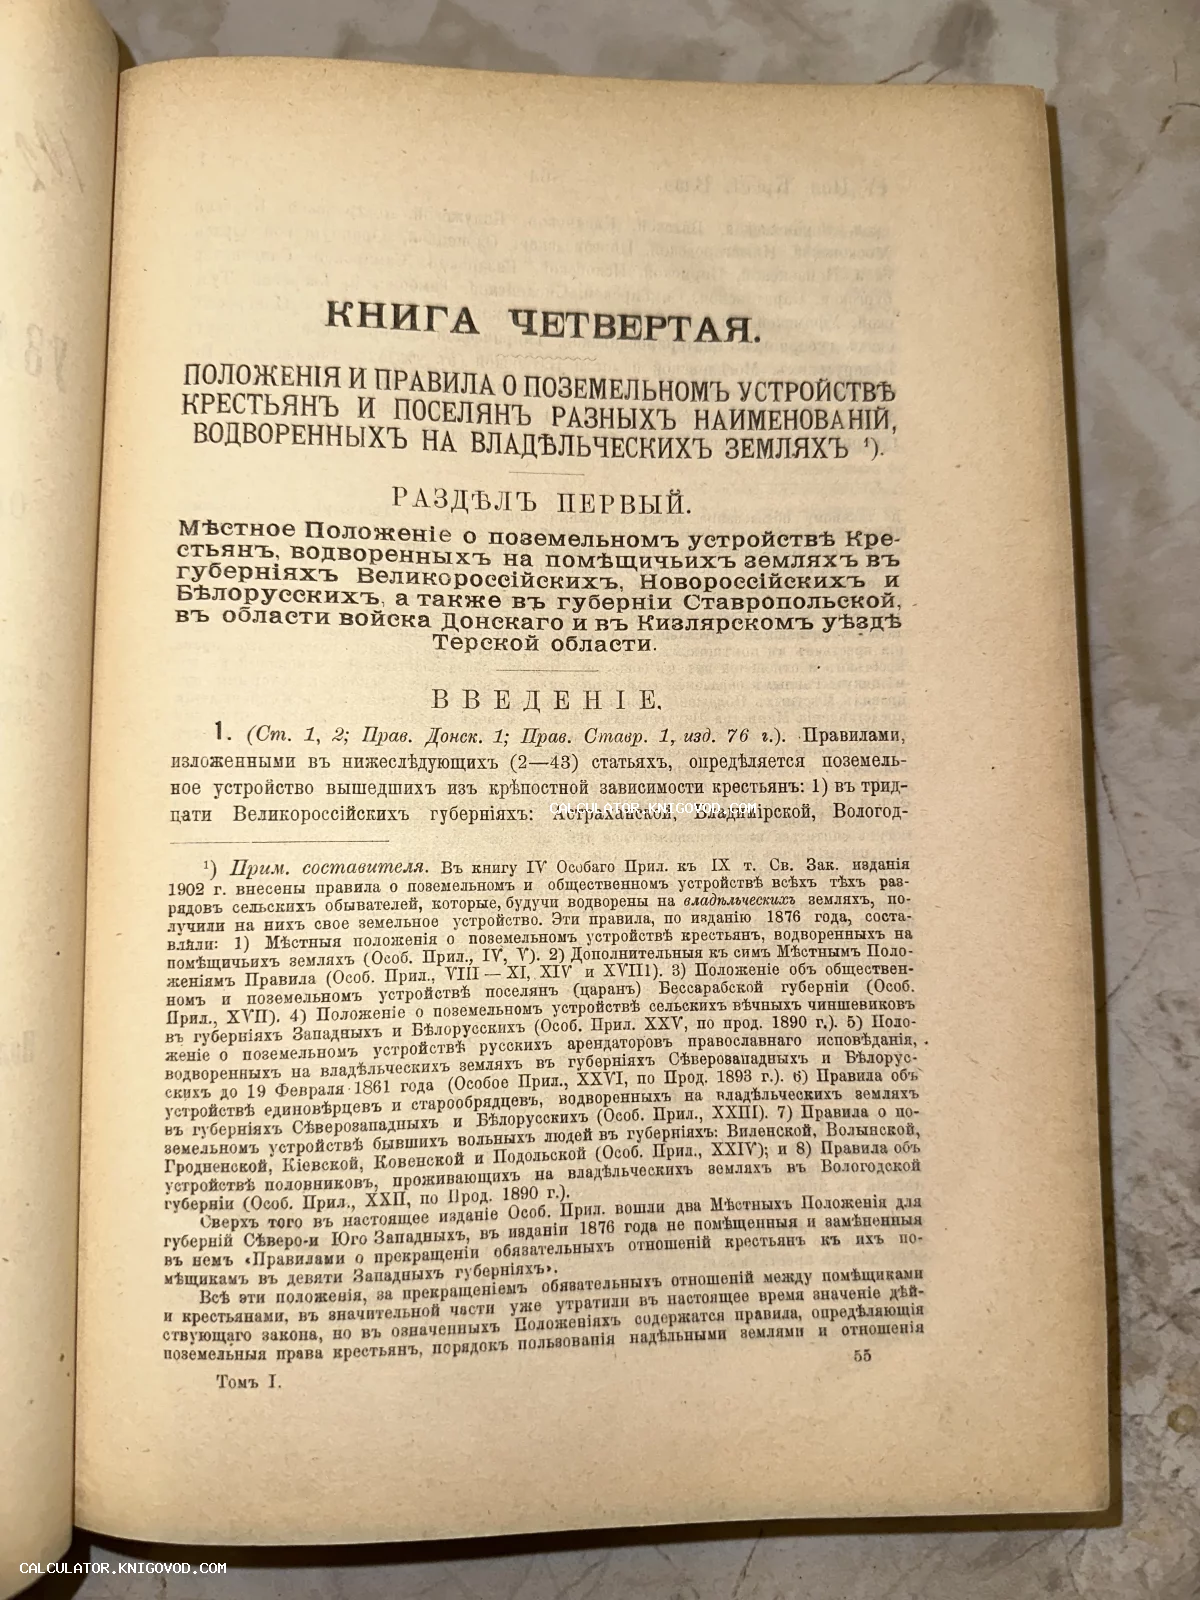 КНИГА ЧЕТВЕРТАЯ.
ПОЛОЖЕНІЯ И ПРАВИЛА О ПОЗЕМЕЛЬНОМЪ УСТРОЙСТВѢ
КРЕСТЬЯНЪ И ПОСЕЛЯНЪ РАЗНЫХЪ НАИМЕНОВАНІЙ,
ВОДВОРЕННЫХЪ НА ВЛАДѢЛЬЧЕСКИХЪ ЗЕМЛЯХЪ ¹).
РАЗДѢЛЪ ПЕРВЫЙ.
Мѣстное Положеніе о поземельномъ устройствѣ Кре-
стьянъ, водворенныхъ на помѣщичьихъ земляхъ въ
губерніяхъ Великороссійскихъ, Новороссійскихъ и
Бѣлорусскихъ, а также въ губерніи Ставропольской,
въ области войска Донскаго и въ Кизлярскомъ уѣздѣ
Терской области.
ВВЕДЕНІЕ.
1. (Ст. 1, 2; Прав. Донск. 1; Прав. Ставр. 1, изд. 76 г.). Правилами,
изложенными въ нижеслѣдующихъ (2—43) статьяхъ, опредѣляется поземель-
ное устройство вышедшихъ изъ крѣпостной зависимости крестьянъ: 1) въ трид-
цати Великороссійскихъ губерніяхъ: Астраханской, Владимірской, Вологод-
CALCULATOR.KNIGOVOD.COM
¹) Прим. составителя. Въ книгу IV Особаго Прил. къ IX т. Св. Зак. изданія
1902 г. внесены правила о поземельномъ и общественномъ устройствѣ всѣхъ тѣхъ раз-
рядовъ сельскихъ обывателей, которые, будучи водворены на владѣльческихъ земляхъ, по-
лучили на нихъ свое земельное устройство. Эти правила, по изданію 1876 года, соста-
вляли: 1) Мѣстныя положенія о поземельномъ устройствѣ крестьянъ, водворенныхъ на
помѣщичьихъ земляхъ (Особ. Прил., IV, V). 2) Дополнительныя къ симъ Мѣстнымъ Поло-
женіямъ Правила (Особ. Прил., VIII — XI, XIV и XVIII). 3) Положеніе объ обществен-
номъ и поземельномъ устройствѣ поселянъ (царанъ) Бессарабской губерніи (Особ.
Прил., XVII). 4) Положеніе о поземельномъ устройствѣ сельскихъ вѣчныхъ чиншевиковъ
въ губерніяхъ Западныхъ и Бѣлорусскихъ (Особ. Прил. XXV, по прод. 1890 г.). 5) Поло-
женіе о поземельномъ устройствѣ русскихъ арендаторовъ православнаго исповѣданія,
водворенныхъ на владѣльческихъ земляхъ въ губерніяхъ Сѣверозападныхъ и Бѣлорус-
скихъ до 19 Февраля 1861 года (Особое Прил., XXVI, по Прод. 1893 г.). 6) Правила объ
устройствѣ единовѣрцевъ и старообрядцевъ, водворенныхъ на владѣльческихъ земляхъ
въ губерніяхъ Сѣверозападныхъ и Бѣлорусскихъ (Особ. Прил., XXIII). 7) Правила о по-
земельномъ устройствѣ бывшихъ вольныхъ людей въ губерніяхъ: Виленской, Волынской,
Гродненской, Кіевской, Ковенской и Подольской (Особ. Прил., XXIV); и 8) Правила объ
устройствѣ половниковъ, проживающихъ на владѣльческихъ земляхъ въ Вологодской
губерніи (Особ. Прил., XXII, по Прод. 1890 г.).
Сверхъ того въ настоящее изданіе Особ. Прил. вошли два Мѣстныхъ Положенія для
губерній Сѣверо-и Юго Западныхъ, въ изданіи 1876 года не помѣщенныя и замѣненныя
въ немъ «Правилами о прекращеніи обязательныхъ отношеній крестьянъ къ ихъ по-
мѣщикамъ въ девяти Западныхъ губерніяхъ».
Всѣ эти положенія, за прекращеніемъ обязательныхъ отношеній между помѣщиками
и крестьянами, въ значительной части уже утратили въ настоящее время значеніе дѣй-
ствующаго закона, но въ означенныхъ Положеніяхъ содержатся правила, опредѣляющія
поземельныя права крестьянъ, порядокъ пользованія надѣльными землями и отношенія
55
Томъ I.
CALCULATOR.KNIGOVOD.COM